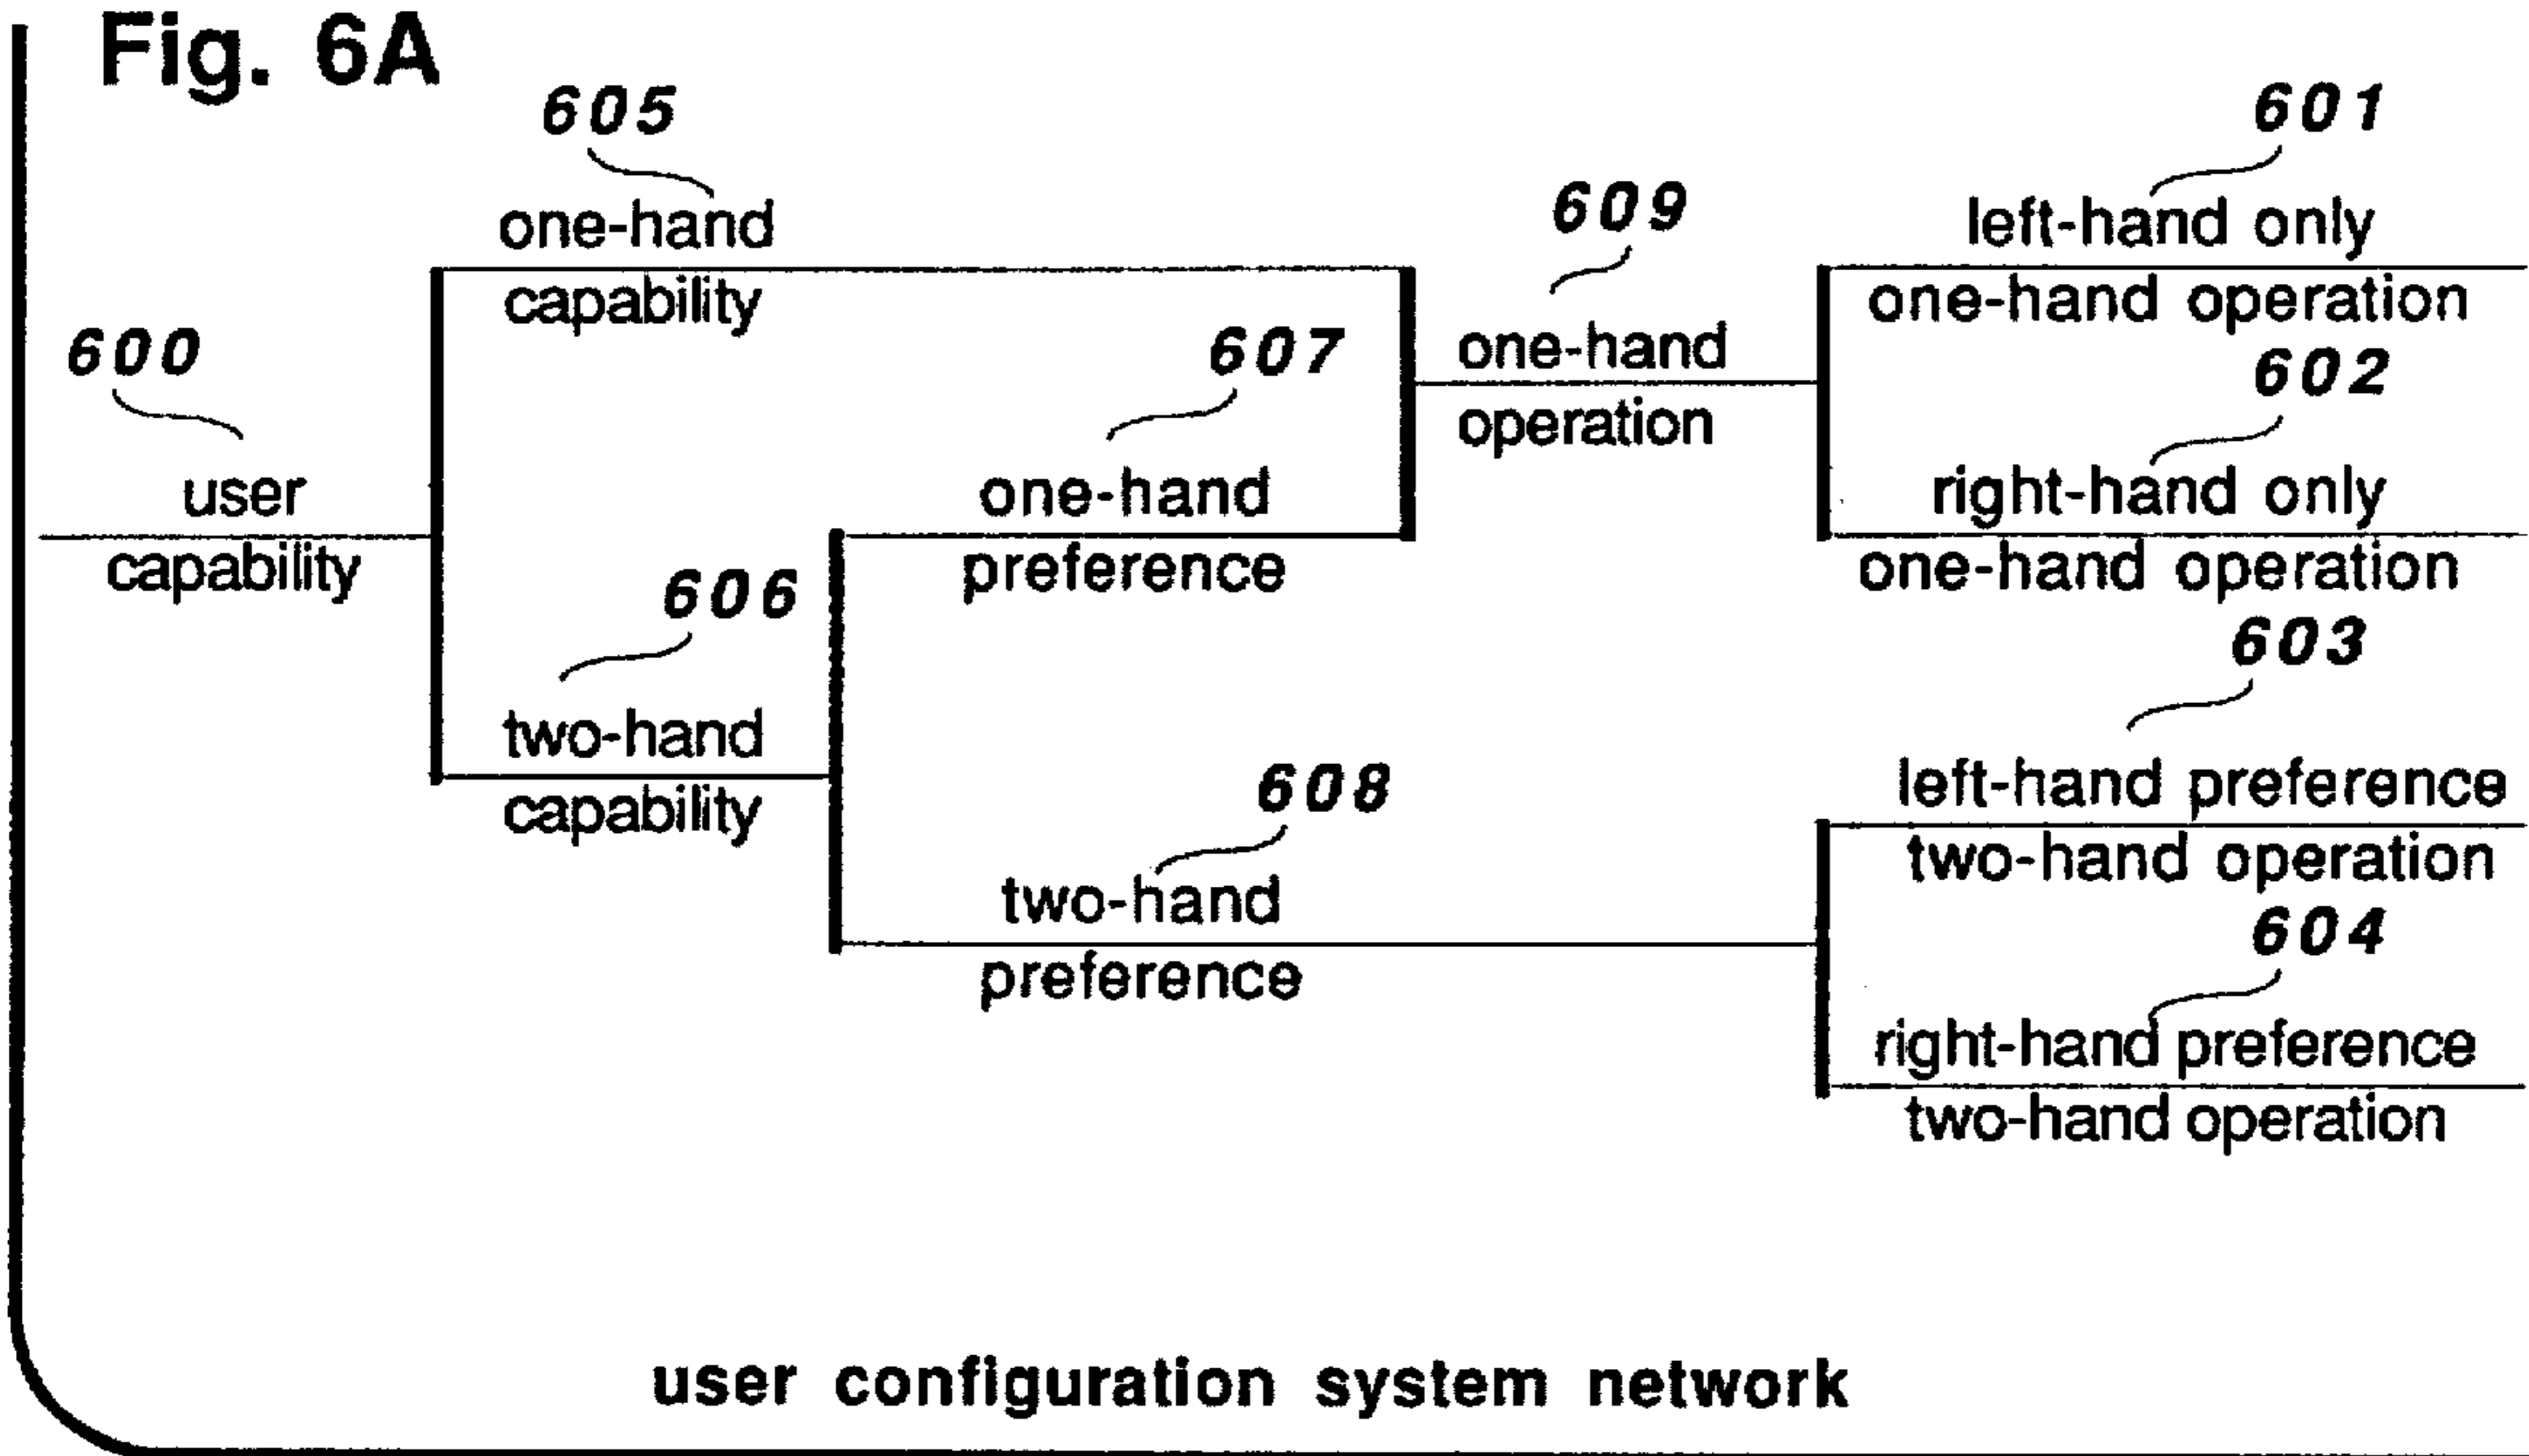 Fig. 6A
605
one-hand
capability
601
left-hand only
one-hand operation
609
one-hand
operation
600
user
capability
607
one-hand
preference
602
right-hand only
one-hand operation
606
two-hand
capability
603
left-hand preference
two-hand operation
608
two-hand
preference
604
right-hand preference
two-hand operation
user configuration system network